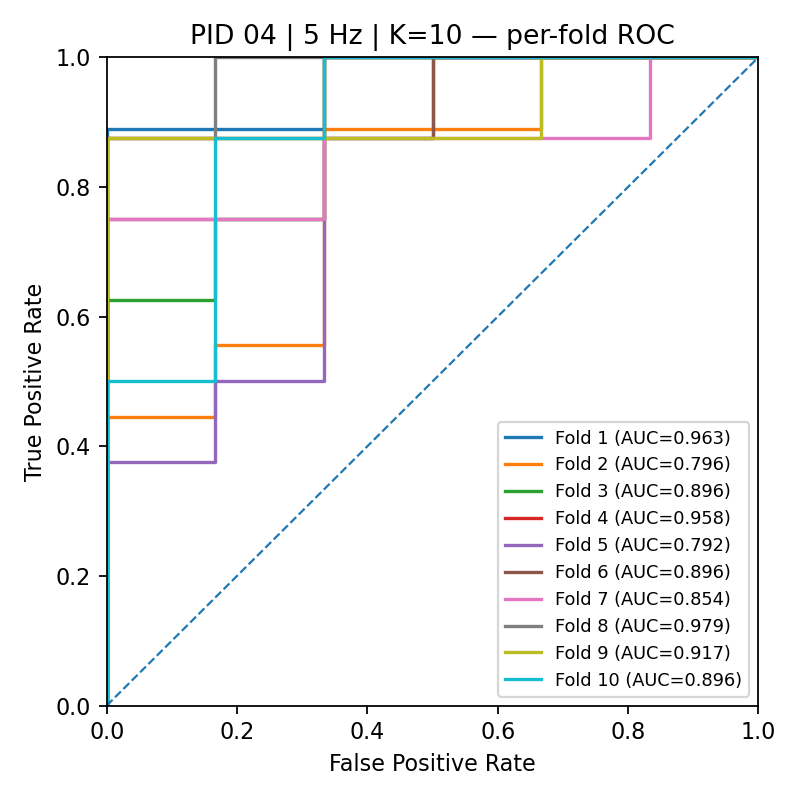 PID 04 | 5 Hz | K=10 — per-fold ROC
1.0
0.8
0.6
0.4
0.2
0.0
True Positive Rate
Fold 1 (AUC=0.963)
Fold 2 (AUC=0.796)
Fold 3 (AUC=0.896)
Fold 4 (AUC=0.958)
Fold 5 (AUC=0.792)
Fold 6 (AUC=0.896)
Fold 7 (AUC=0.854)
Fold 8 (AUC=0.979)
Fold 9 (AUC=0.917)
Fold 10 (AUC=0.896)
0.0 0.2 0.4 0.6 0.8 1.0
False Positive Rate